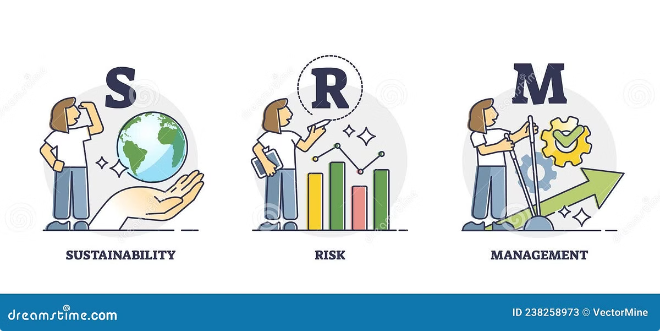 S
R
M
SUSTAINABILITY
RISK
MANAGEMENT
dreamstime.com
ID 238258973 © VectorMine